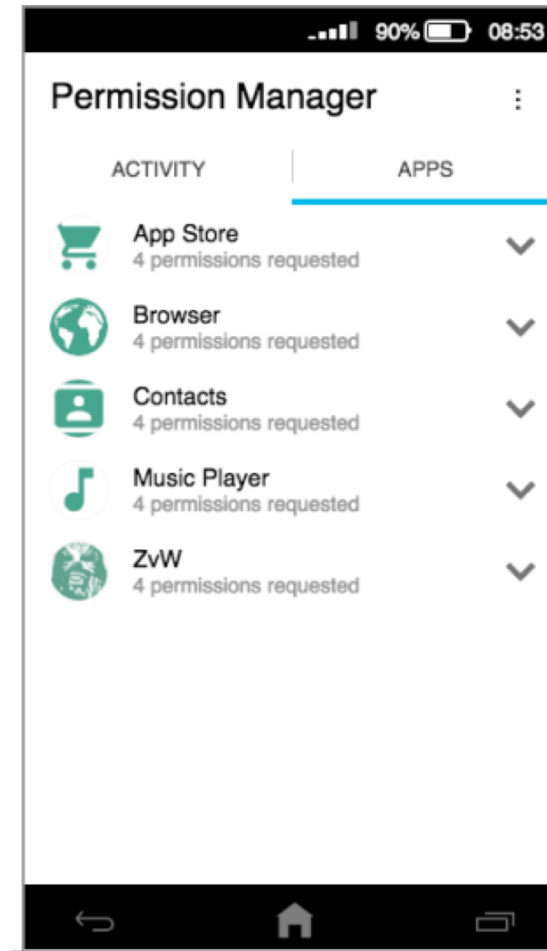 90% 08:53
Permission Manager
ACTIVITY APPS
App Store
4 permissions requested
Browser
4 permissions requested
Contacts
4 permissions requested
Music Player
4 permissions requested
ZvW
4 permissions requested